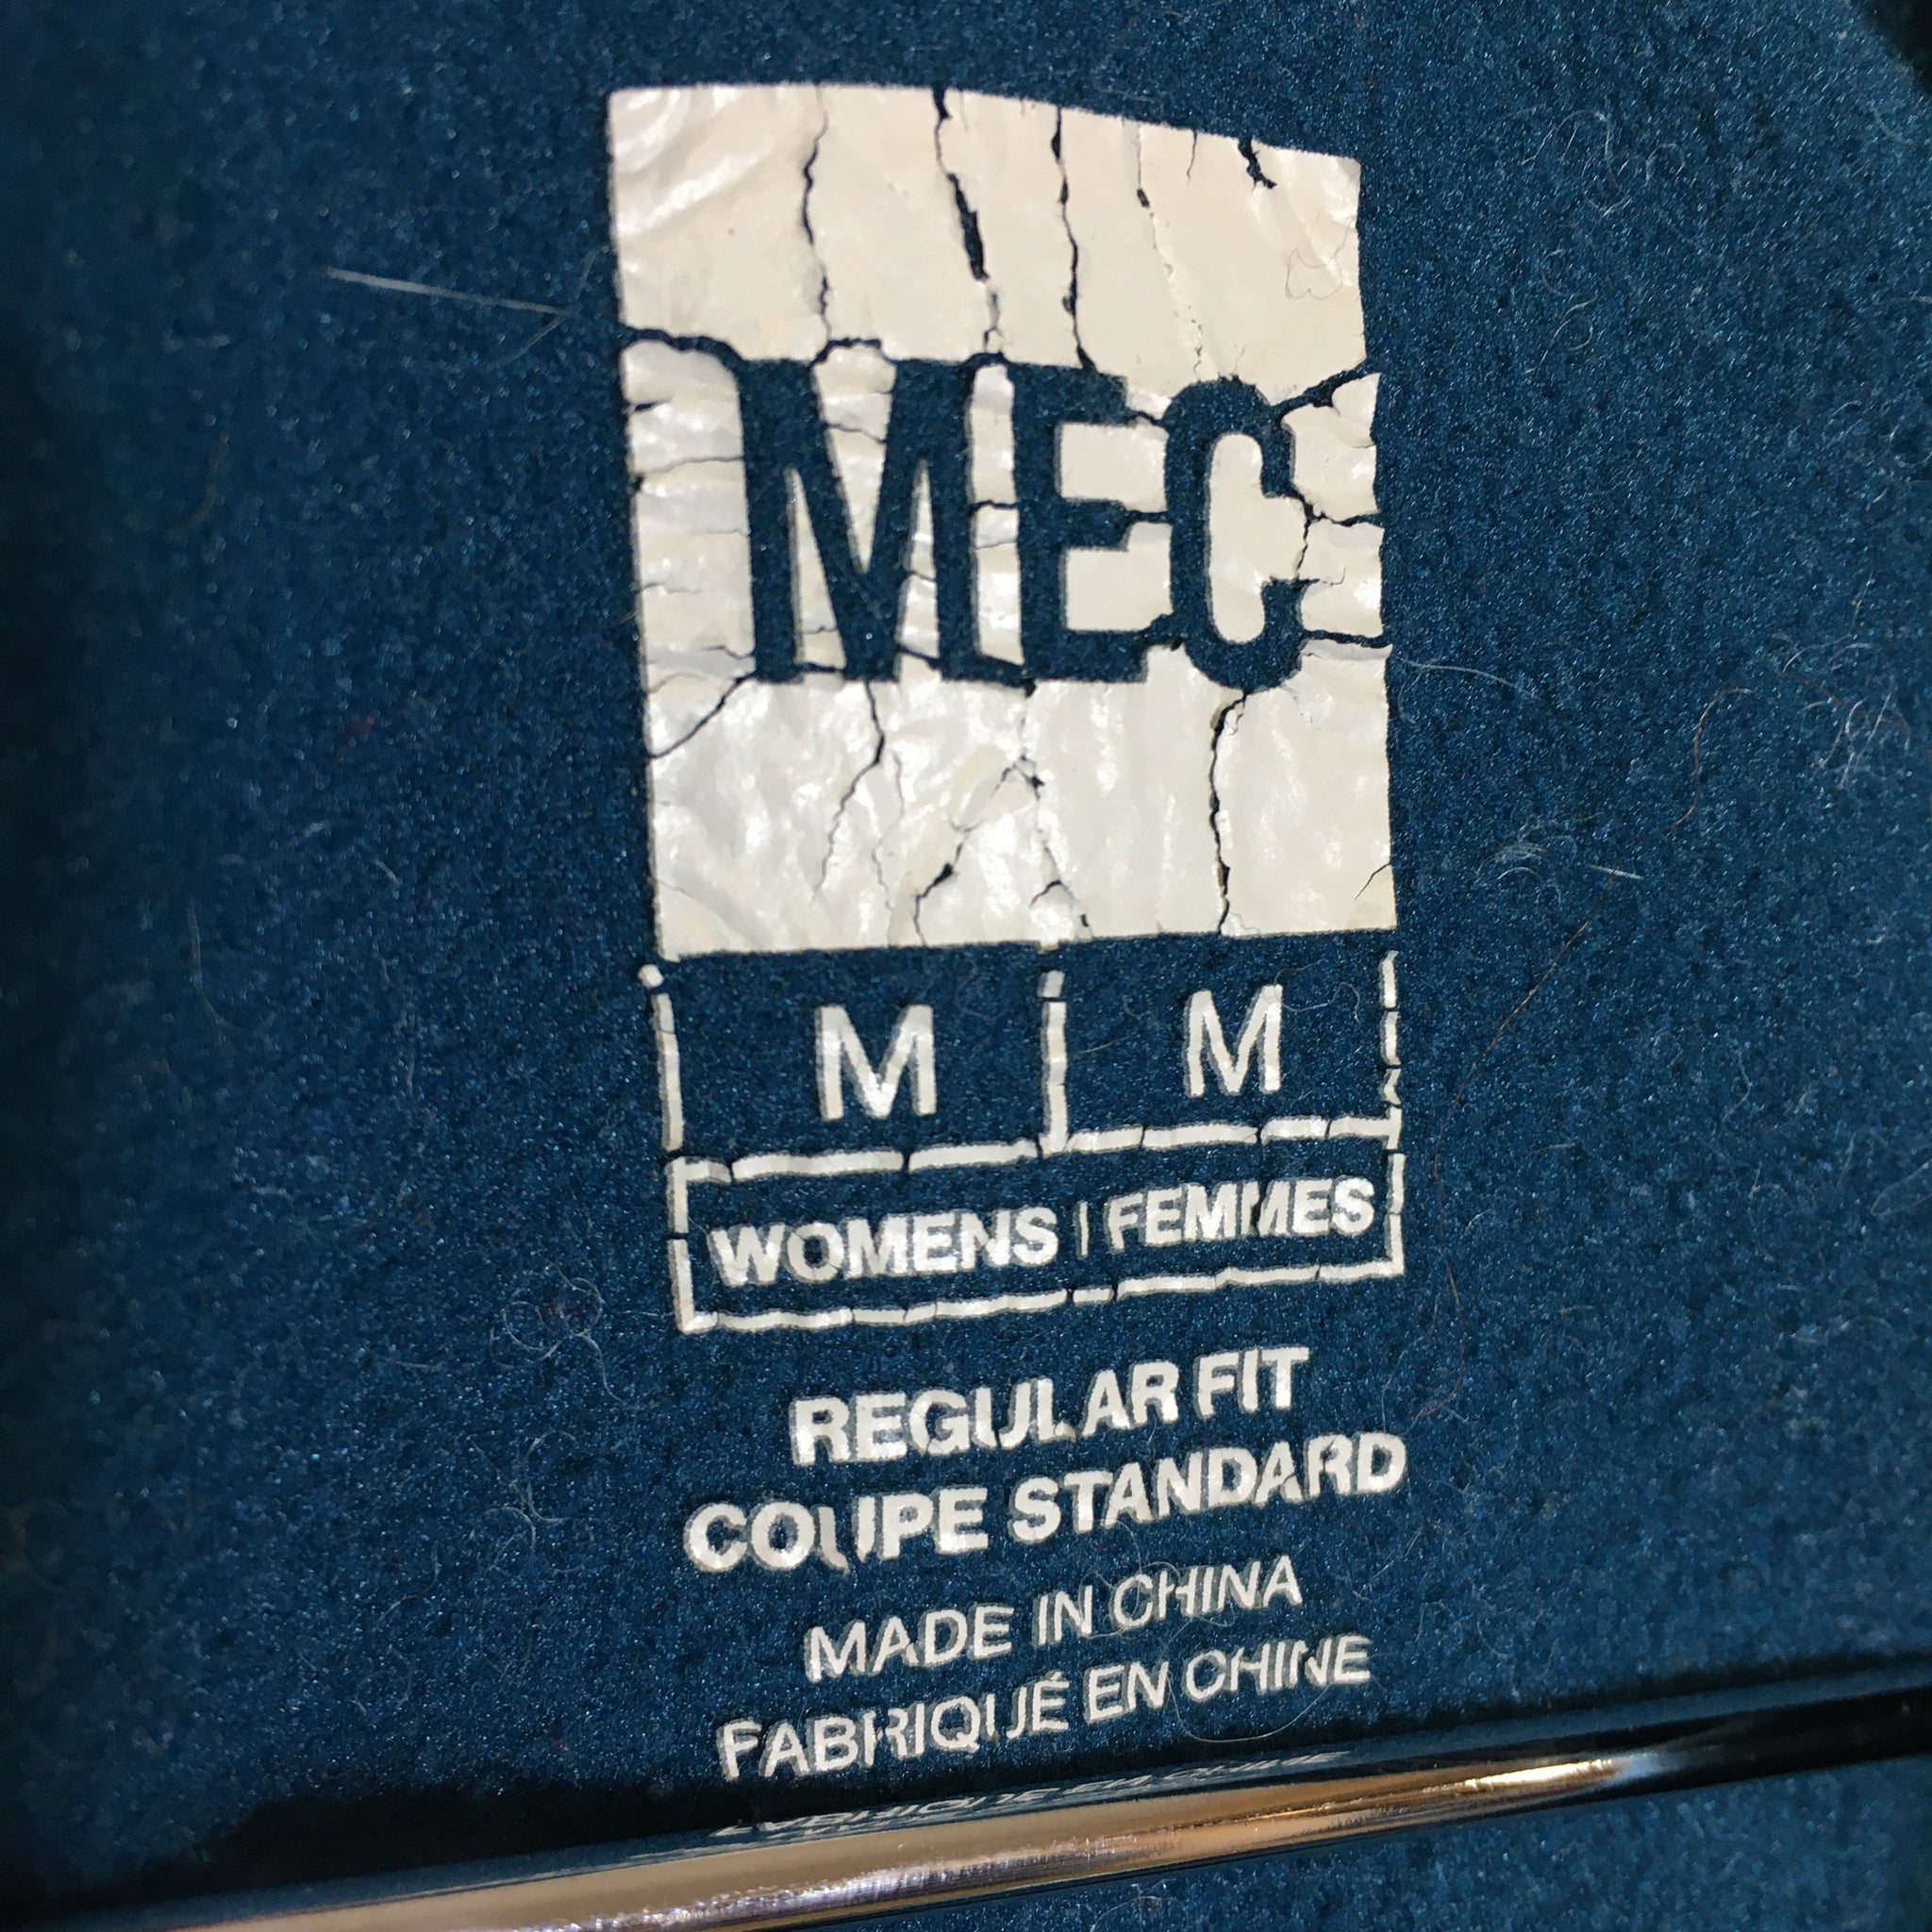 MEC
M M
WOMENS | FEMMES
REGULAR FIT
COUPE STANDARD
MADE IN CHINA
FABRIQUÉ EN CHINE